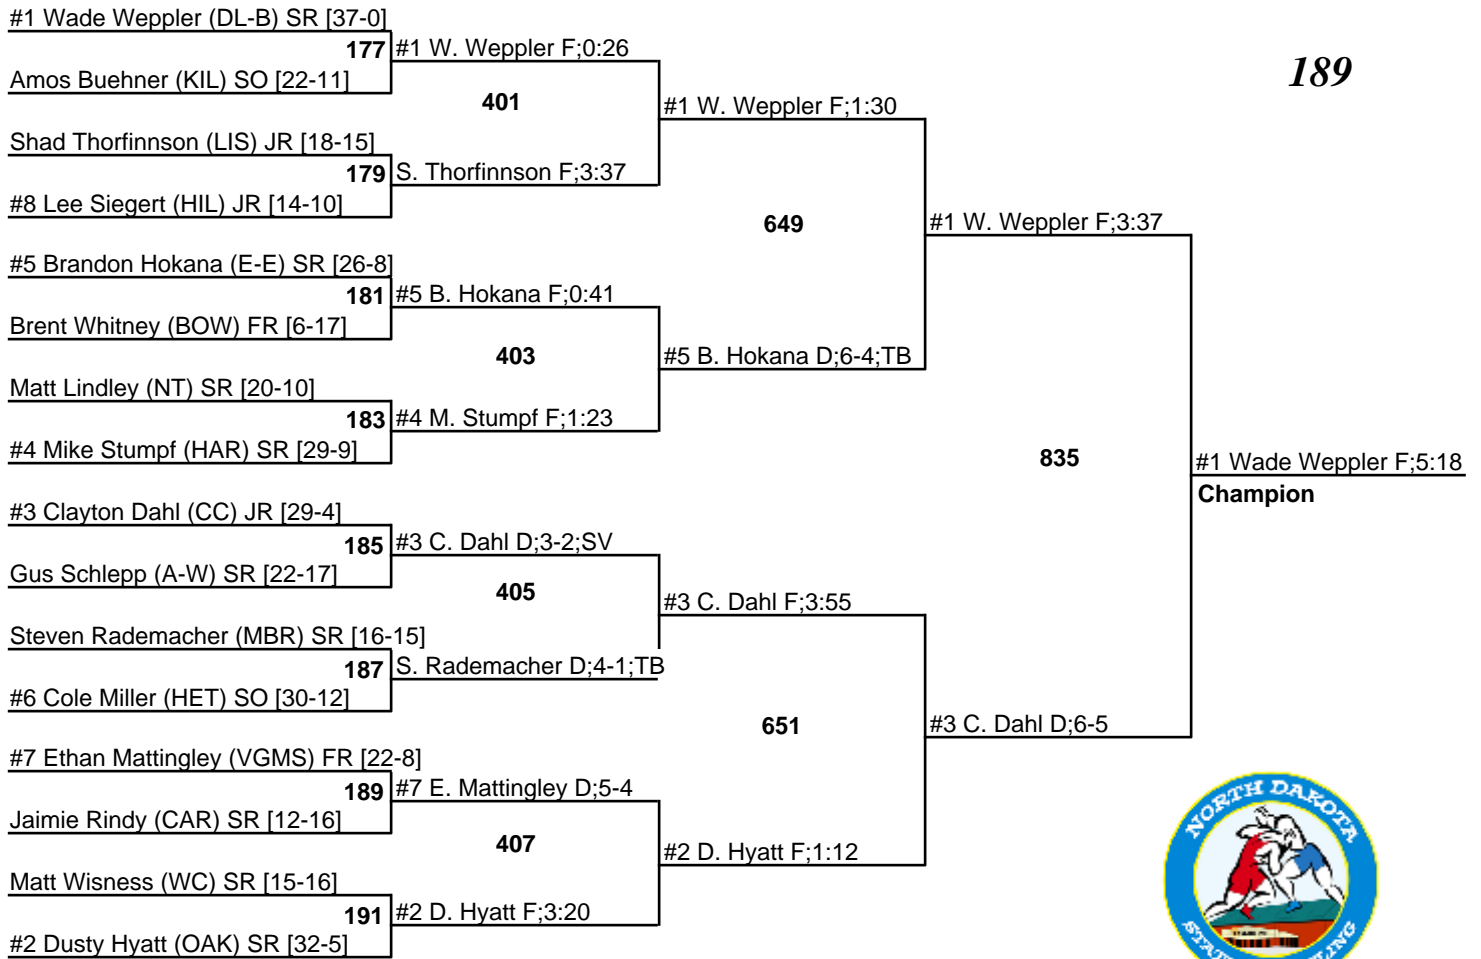 #1 Wade Weppler (DL-B) SR [37-0]
177 #1 W. Weppler F;0:26
189
Amos Buehner (KIL) SO [22-11]
401
#1 W. Weppler F;1:30
Shad Thorfinnson (LIS) JR [18-15]
179 S. Thorfinnson F;3:37
#8 Lee Siegert (HIL) JR [14-10]
649
#1 W. Weppler F;3:37
#5 Brandon Hokana (E-E) SR [26-8]
181 #5 B. Hokana F;0:41
Brent Whitney (BOW) FR [6-17]
403
#5 B. Hokana D;6-4;TB
Matt Lindley (NT) SR [20-10]
183 #4 M. Stumpf F;1:23
#4 Mike Stumpf (HAR) SR [29-9]
835
#1 Wade Weppler F;5:18
Champion
#3 Clayton Dahl (CC) JR [29-4]
185 #3 C. Dahl D;3-2;SV
Gus Schlepp (A-W) SR [22-17]
405
#3 C. Dahl F;3:55
Steven Rademacher (MBR) SR [16-15]
187 S. Rademacher D;4-1;TB
#6 Cole Miller (HET) SO [30-12]
651
#3 C. Dahl D;6-5
#7 Ethan Mattingley (VGMS) FR [22-8]
189 #7 E. Mattingley D;5-4
Jaimie Rindy (CAR) SR [12-16]
407
#2 D. Hyatt F;1:12
Matt Wisness (WC) SR [15-16]
191 #2 D. Hyatt F;3:20
#2 Dusty Hyatt (OAK) SR [32-5]
NORTH DAKOTA